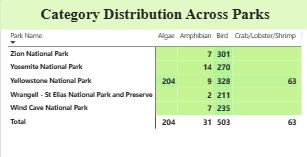 Category Distribution Across Parks
Park Name Algae Amphibian Bird Crab/Lobster/Shrimp
Zion National Park 7 301
Yosemite National Park 14 270
Yellowstone National Park 204 9 328 63
Wrangell - St Elias National Park and Preserve 2 211
Wind Cave National Park 7 235
Total 204 31 503 63